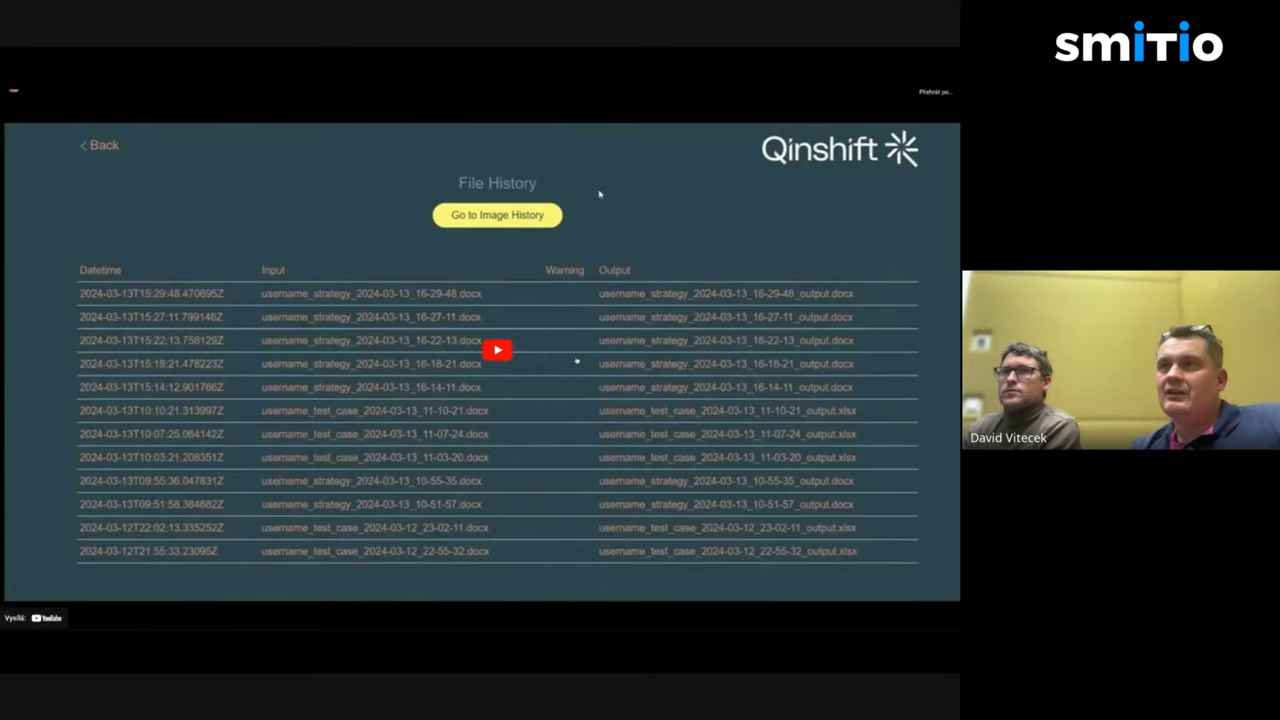 smiTio
Přehrát po...
< Back
Qinshift
File History
Go to Image History
Datetime Input Warning Output
2024-03-13T15:29:48.470695Z username_strategy_2024-03-13_16-29-48.docx username_strategy_2024-03-13_16-29-48_output.docx
2024-03-13T15:27:11.799146Z username_strategy_2024-03-13_16-27-11.docx username_strategy_2024-03-13_16-27-11_output.docx
2024-03-13T15:22:13.758129Z username_strategy_2024-03-13_16-22-13.docx username_strategy_2024-03-13_16-22-13_output.docx
2024-03-13T15:18:21.478223Z username_strategy_2024-03-13_16-18-21.docx username_strategy_2024-03-13_16-18-21_output.docx
2024-03-13T15:14:12.901766Z username_strategy_2024-03-13_16-14-11.docx username_strategy_2024-03-13_16-14-11_output.docx
2024-03-13T10:10:21.313997Z username_test_case_2024-03-13_11-10-21.docx username_test_case_2024-03-13_11-10-21_output.xlsx
2024-03-13T10:07:25.064142Z username_test_case_2024-03-13_11-07-24.docx username_test_case_2024-03-13_11-07-24_output.xlsx
2024-03-13T10:03:21.208351Z username_test_case_2024-03-13_11-03-20.docx username_test_case_2024-03-13_11-03-20_output.xlsx
2024-03-13T09:55:36.047831Z username_strategy_2024-03-13_10-55-35.docx username_strategy_2024-03-13_10-55-35_output.docx
2024-03-13T09:51:58.384682Z username_strategy_2024-03-13_10-51-57.docx username_strategy_2024-03-13_10-51-57_output.docx
2024-03-12T22:02:13.335252Z username_test_case_2024-03-12_23-02-11.docx username_test_case_2024-03-12_23-02-11_output.xlsx
2024-03-12T21:55:33.23095Z username_test_case_2024-03-12_22-55-32.docx username_test_case_2024-03-12_22-55-32_output.xlsx
David Vitecek
Vysílá: YouTube